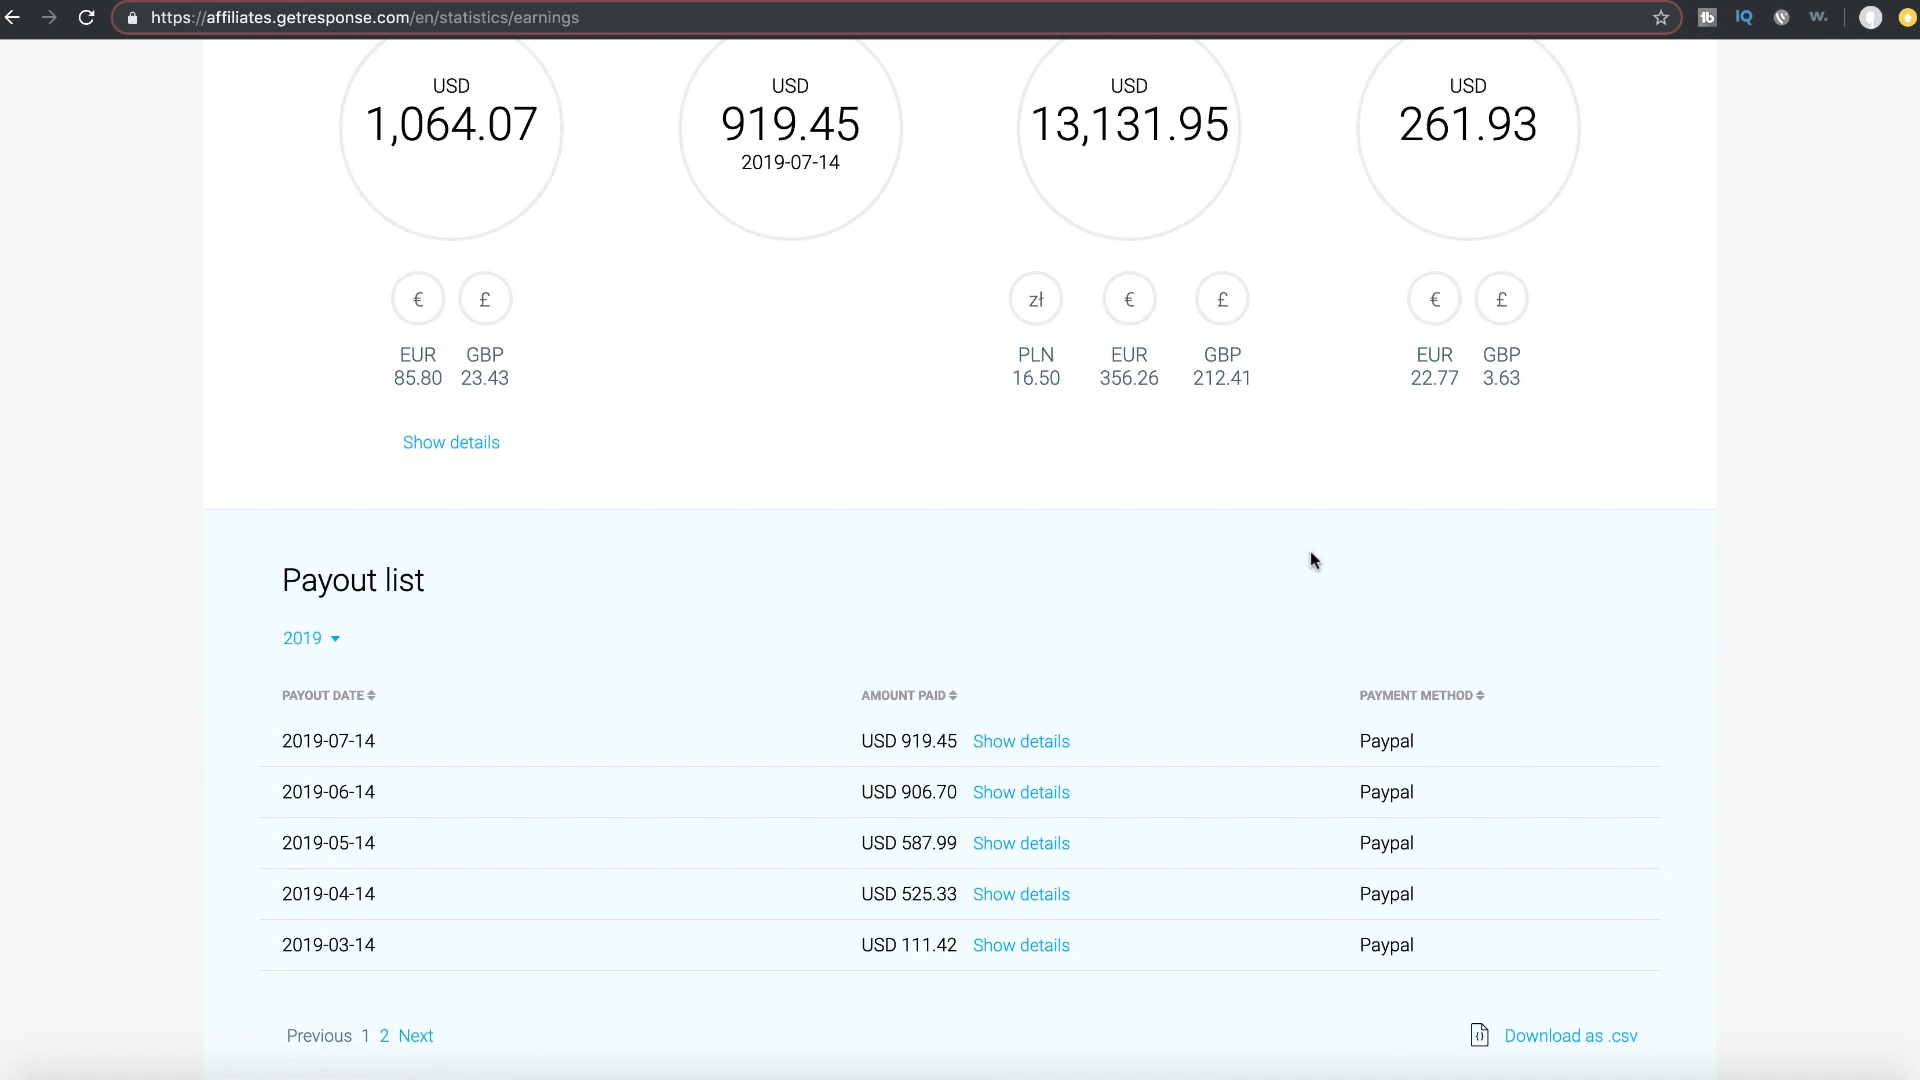 https://affiliates.getresponse.com/en/statistics/earnings
IQ
w.
USD
1,064.07
USD
919.45
2019-07-14
USD
13,131.95
USD
261.93
€ £
EUR GBP
85.80 23.43
zł € £
PLN EUR GBP
16.50 356.26 212.41
€ £
EUR GBP
22.77 3.63
Show details
Payout list
2019
PAYOUT DATE AMOUNT PAID PAYMENT METHOD
2019-07-14 USD 919.45 Show details Paypal
2019-06-14 USD 906.70 Show details Paypal
2019-05-14 USD 587.99 Show details Paypal
2019-04-14 USD 525.33 Show details Paypal
2019-03-14 USD 111.42 Show details Paypal
Previous 1 2 Next
Download as .csv